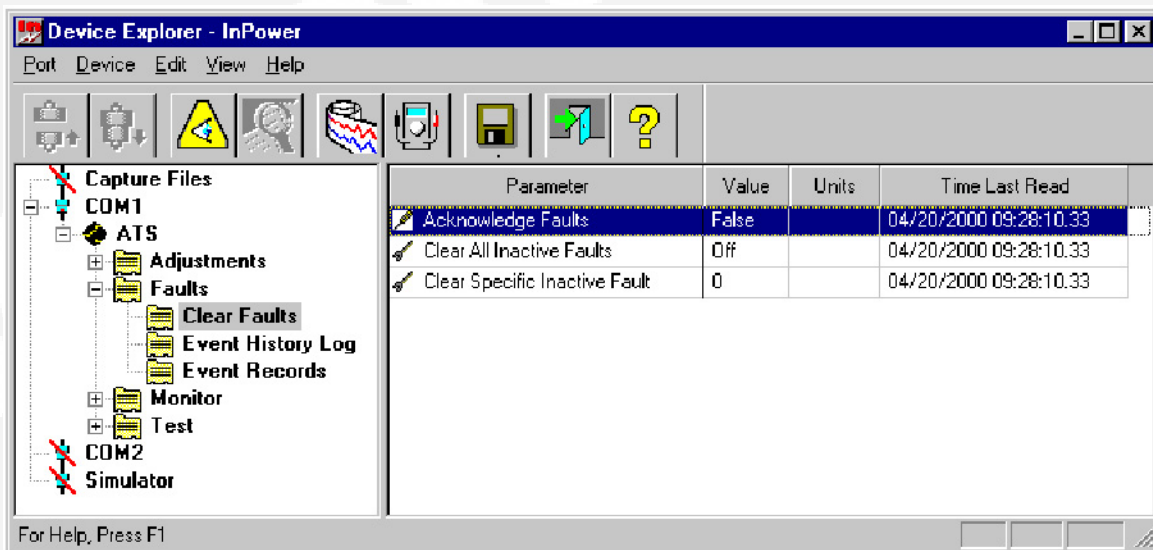 Device Explorer - InPower
Port Device Edit View Help
Capture Files
COM1
ATS
Adjustments
Faults
Clear Faults
Event History Log
Event Records
Monitor
Test
COM2
Simulator
Parameter Value Units Time Last Read
Acknowledge Faults False 04/20/2000 09:28:10.33
Clear All Inactive Faults Off 04/20/2000 09:28:10.33
Clear Specific Inactive Fault 0 04/20/2000 09:28:10.33
For Help, Press F1